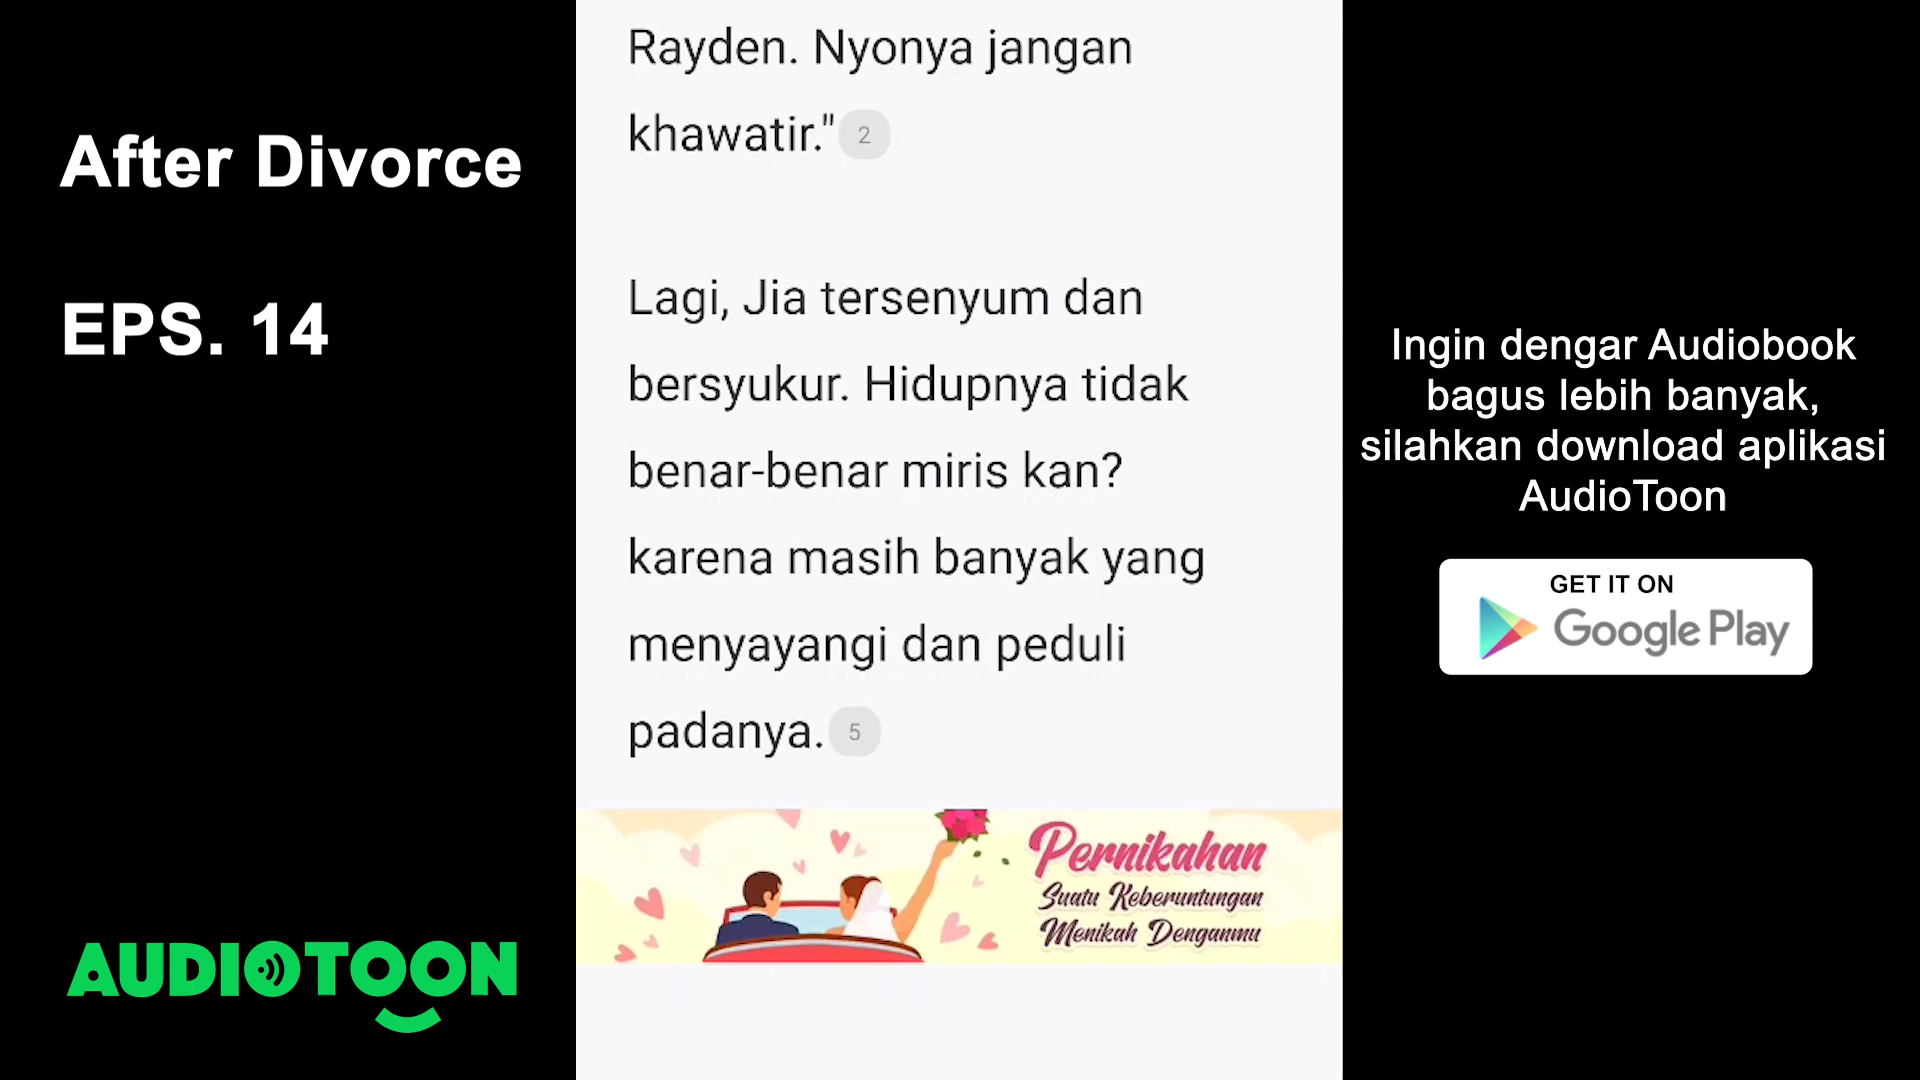 After Divorce
EPS. 14
AUDIOTOON
Rayden. Nyonya jangan
khawatir." 2
Lagi, Jia tersenyum dan
bersyukur. Hidupnya tidak
benar-benar miris kan?
karena masih banyak yang
menyayangi dan peduli
padanya. 5
Pernikahan
Suatu Keberuntungan
Menikah Denganmu
Ingin dengar Audiobook
bagus lebih banyak,
silahkan download aplikasi
AudioToon
GET IT ON
Google Play